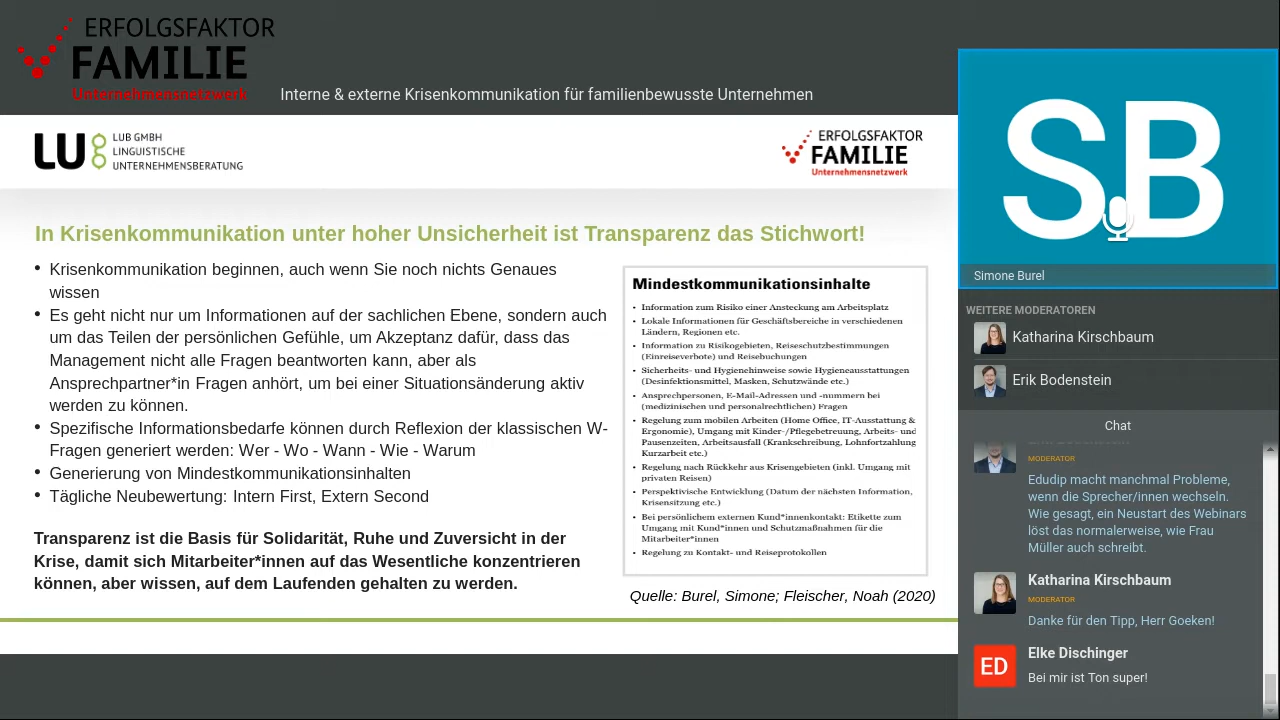 ERFOLGSFAKTOR
FAMILIE
Unternehmensnetzwerk
Interne & externe Krisenkommunikation für familienbewusste Unternehmen
LU
LUB GMBH
LINGUISTISCHE
UNTERNEHMENSBERATUNG
ERFOLGSFAKTOR
FAMILIE
Unternehmensnetzwerk
In Krisenkommunikation unter hoher Unsicherheit ist Transparenz das Stichwort!
• Krisenkommunikation beginnen, auch wenn Sie noch nichts Genaues
wissen
• Es geht nicht nur um Informationen auf der sachlichen Ebene, sondern auch
um das Teilen der persönlichen Gefühle, um Akzeptanz dafür, dass das
Management nicht alle Fragen beantworten kann, aber als
Ansprechpartner*in Fragen anhört, um bei einer Situationsänderung aktiv
werden zu können.
• Spezifische Informationsbedarfe können durch Reflexion der klassischen W-
Fragen generiert werden: Wer - Wo - Wann - Wie - Warum
• Generierung von Mindestkommunikationsinhalten
• Tägliche Neubewertung: Intern First, Extern Second
Transparenz ist die Basis für Solidarität, Ruhe und Zuversicht in der
Krise, damit sich Mitarbeiter*innen auf das Wesentliche konzentrieren
können, aber wissen, auf dem Laufenden gehalten zu werden.
Mindestkommunikationsinhalte
• Information zum Risiko einer Ansteckung am Arbeitsplatz
• Lokale Informationen für Geschäftsbereiche in verschiedenen
Ländern, Regionen etc.
• Information zu Risikogebieten, Reiseschutzbestimmungen
(Einreiseverbote) und Reisebuchungen
• Sicherheits- und Hygienehinweise sowie Hygieneausstattungen
(Desinfektionsmittel, Masken, Schutzwände etc.)
• Ansprechpersonen, E-Mail-Adressen und -nummern bei
(medizinischen und personalrechtlichen) Fragen
• Regelung zum mobilen Arbeiten (Home Office, IT-Ausstattung &
Ergonomie), Umgang mit Kinder-/Pflegebetreuung, Arbeits- und
Pausenzeiten, Arbeitsausfall (Krankschreibung, Lohnfortzahlung
Kurzarbeit etc.)
• Regelung nach Rückkehr aus Krisengebieten (inkl. Umgang mit
privaten Reisen)
• Perspektivische Entwicklung (Datum der nächsten Information,
Krisensitzung etc.)
• Bei persönlichem externen Kund*innenkontakt: Etikette zum
Umgang mit Kund*innen und Schutzmaßnahmen für die
Mitarbeiter*innen
• Regelung zu Kontakt- und Reiseprotokollen
Quelle: Burel, Simone; Fleischer, Noah (2020)
SB
Simone Burel
WEITERE MODERATOREN
Katharina Kirschbaum
Erik Bodenstein
Chat
MODERATOR
Edudip macht manchmal Probleme,
wenn die Sprecher/innen wechseln.
Wie gesagt, ein Neustart des Webinars
löst das normalerweise, wie Frau
Müller auch schreibt.
Katharina Kirschbaum
MODERATOR
Danke für den Tipp, Herr Goeken!
ED
Elke Dischinger
Bei mir ist Ton super!